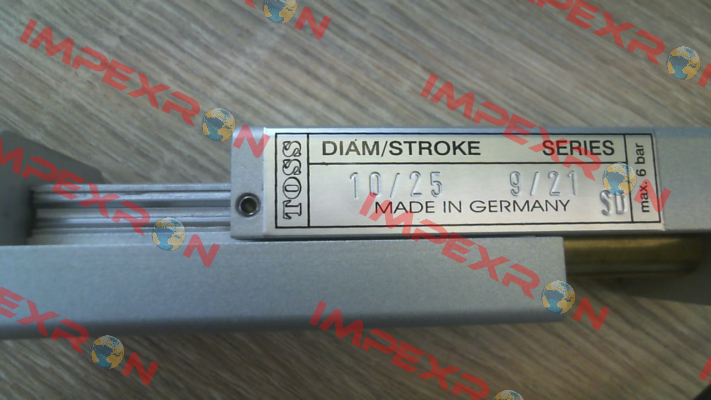 TOSS
DIAM/STROKE SERIES
10/25 9/21
MADE IN GERMANY
max. 6 bar
IMPEXRON
IMPEXRON
IMPEXRON
IMPEXRON
IMPEXRON
IMPEXRON
IMPEXRON